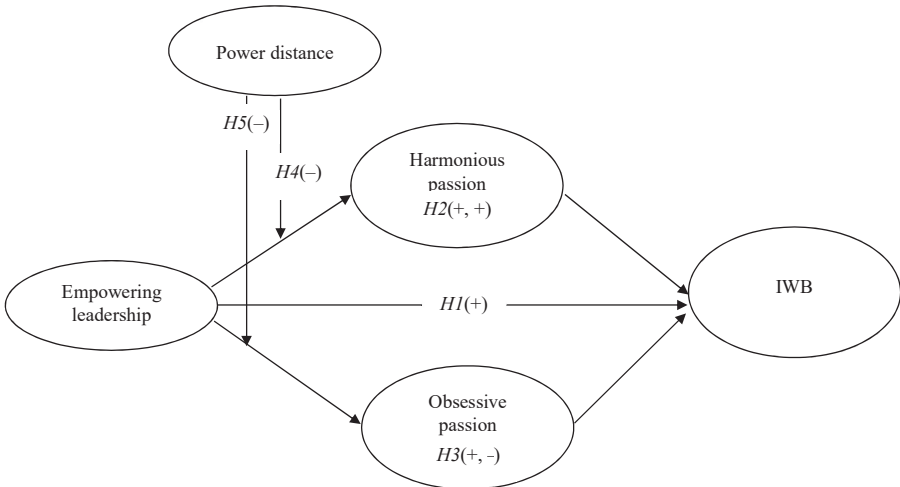 Power distance
H5(–)
H4(–)
Harmonious
passion
H2(+, +)
Empowering
leadership
H1(+)
IWB
Obsessive
passion
H3(+, -)